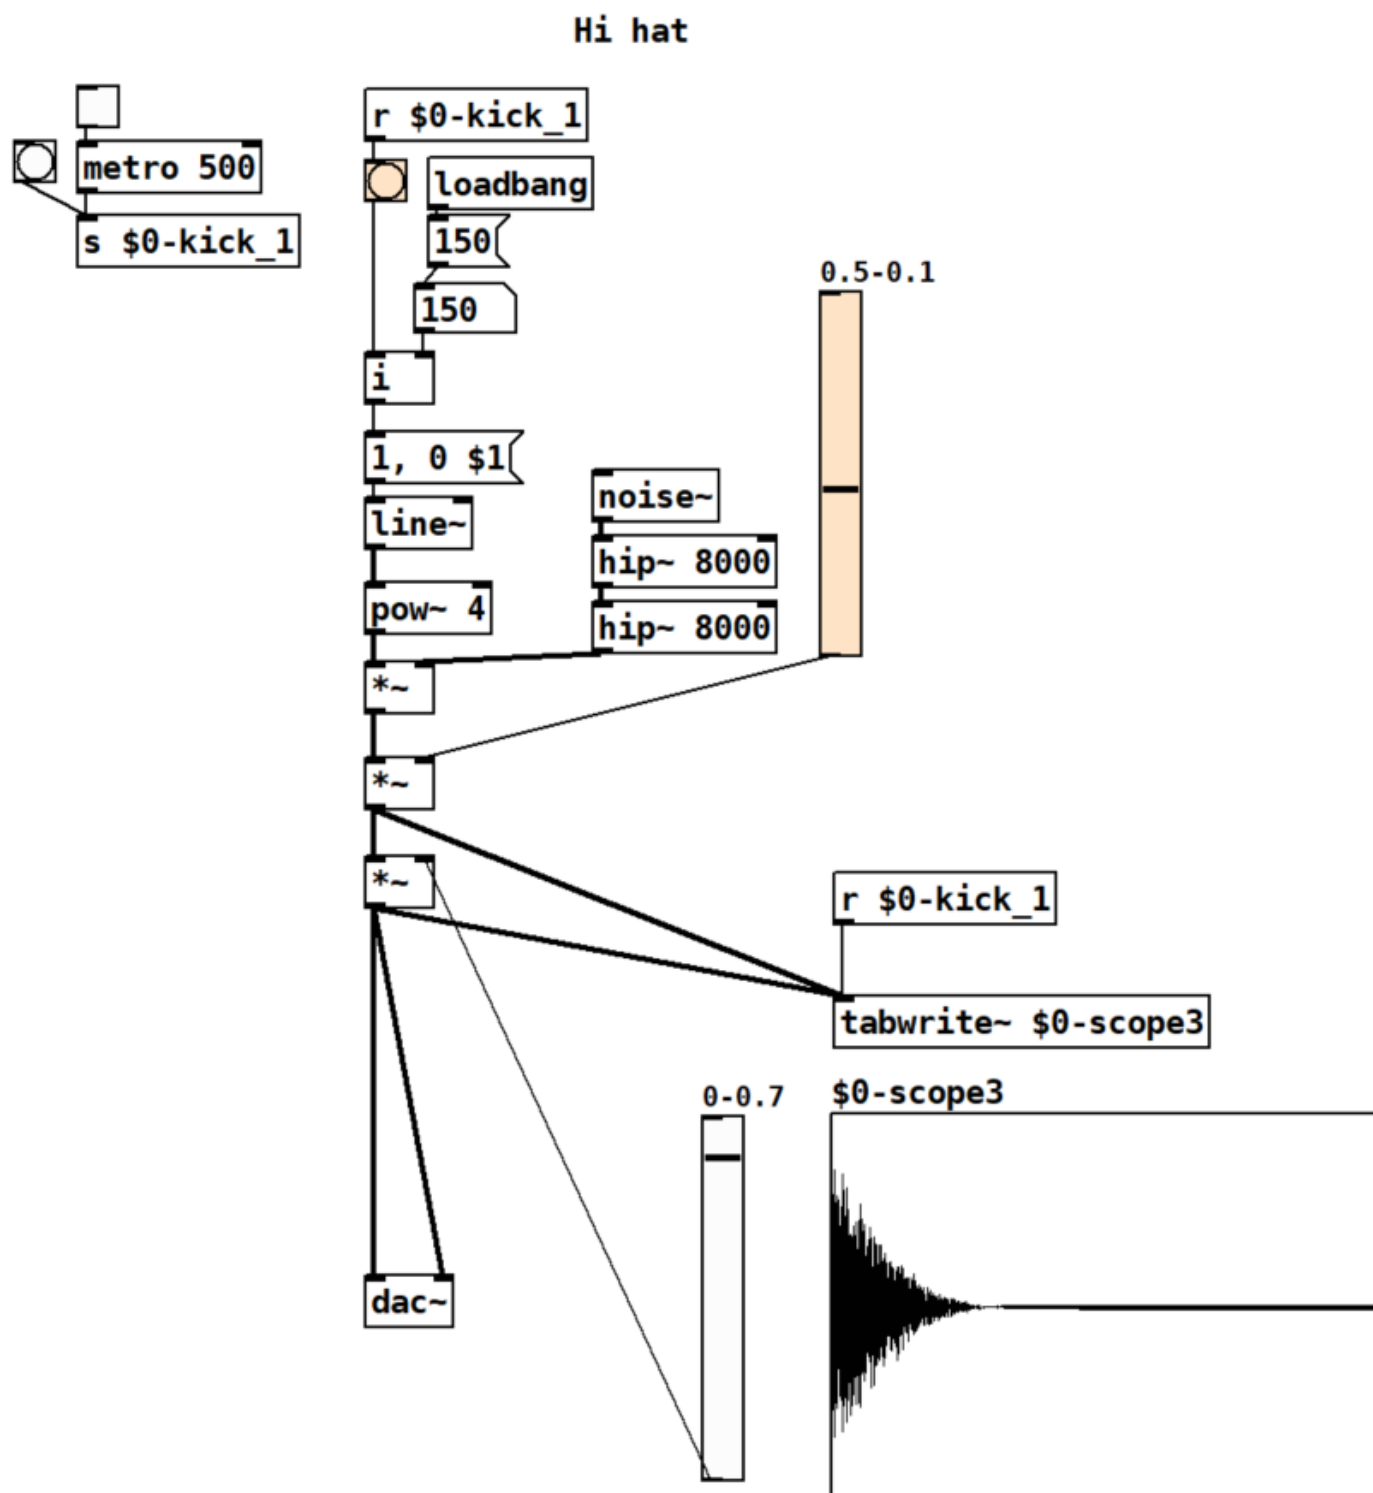 Hi hat
metro 500
s $0-kick_1
r $0-kick_1
loadbang
150
150
i
1, 0 $1
line~
pow~ 4
*~
*~
*~
dac~
noise~
hip~ 8000
hip~ 8000
0.5-0.1
r $0-kick_1
tabwrite~ $0-scope3
0-0.7
$0-scope3